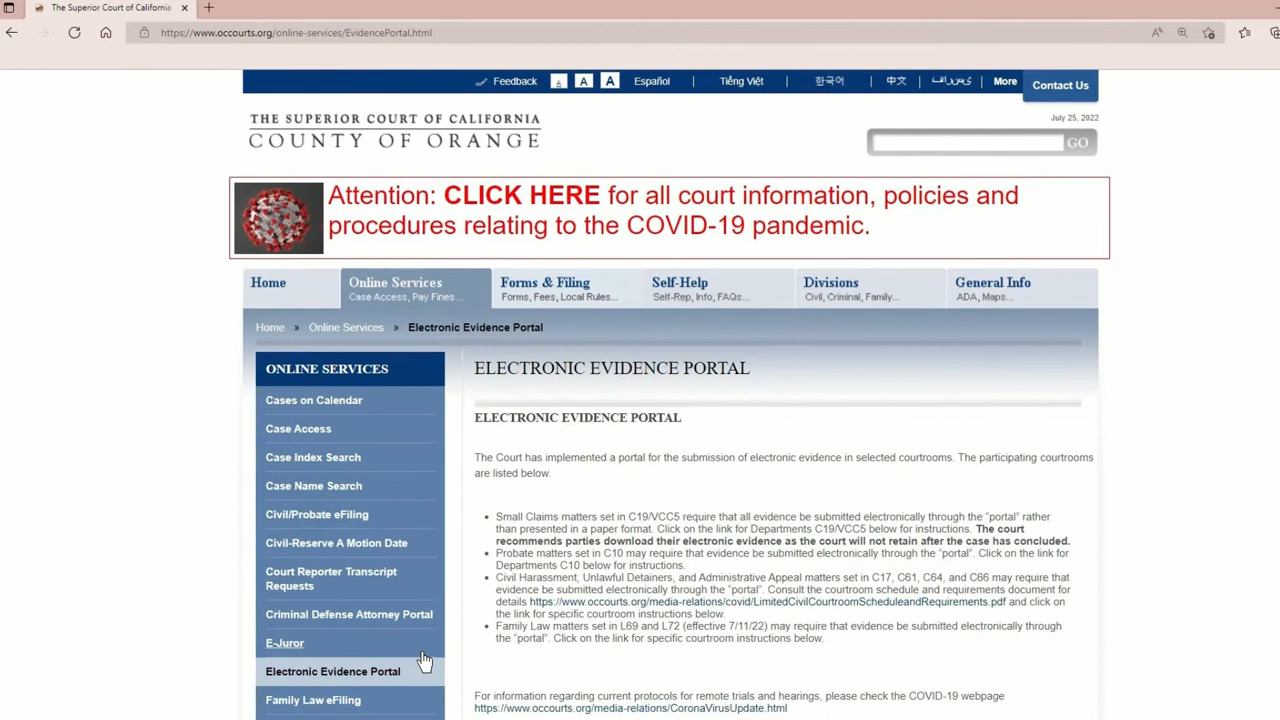 The Superior Court of California
https://www.occourts.org/online-services/EvidencePortal.html
Feedback A A A Español | Tiếng Việt | 한국어 | 中文 | فارسی | More Contact Us
July 25, 2022
THE SUPERIOR COURT OF CALIFORNIA
COUNTY OF ORANGE
GO
Attention: CLICK HERE for all court information, policies and
procedures relating to the COVID-19 pandemic.
Home Online Services Forms & Filing Self-Help Divisions General Info
Case Access, Pay Fines... Forms, Fees, Local Rules... Self-Rep, Info, FAQs... Civil, Criminal, Family... ADA, Maps...
Home » Online Services » Electronic Evidence Portal
ONLINE SERVICES
Cases on Calendar
Case Access
Case Index Search
Case Name Search
Civil/Probate eFiling
Civil-Reserve A Motion Date
Court Reporter Transcript
Requests
Criminal Defense Attorney Portal
E-Juror
Electronic Evidence Portal
Family Law eFiling
ELECTRONIC EVIDENCE PORTAL
ELECTRONIC EVIDENCE PORTAL
The Court has implemented a portal for the submission of electronic evidence in selected courtrooms. The participating courtrooms
are listed below.
• Small Claims matters set in C19/VCC5 require that all evidence be submitted electronically through the "portal" rather
than presented in a paper format. Click on the link for Departments C19/VCC5 below for instructions. The court
recommends parties download their electronic evidence as the court will not retain after the case has concluded.
• Probate matters set in C10 may require that evidence be submitted electronically through the "portal". Click on the link for
Departments C10 below for instructions.
• Civil Harassment, Unlawful Detainers, and Administrative Appeal matters set in C17, C61, C64, and C66 may require that
evidence be submitted electronically through the "portal". Consult the courtroom schedule and requirements document for
details https://www.occourts.org/media-relations/covid/LimitedCivilCourtroomScheduleandRequirements.pdf and click on
the link for specific courtroom instructions below.
• Family Law matters set in L69 and L72 (effective 7/11/22) may require that evidence be submitted electronically through
the "portal". Click on the link for specific courtroom instructions below.
For information regarding current protocols for remote trials and hearings, please check the COVID-19 webpage
https://www.occourts.org/media-relations/CoronaVirusUpdate.html